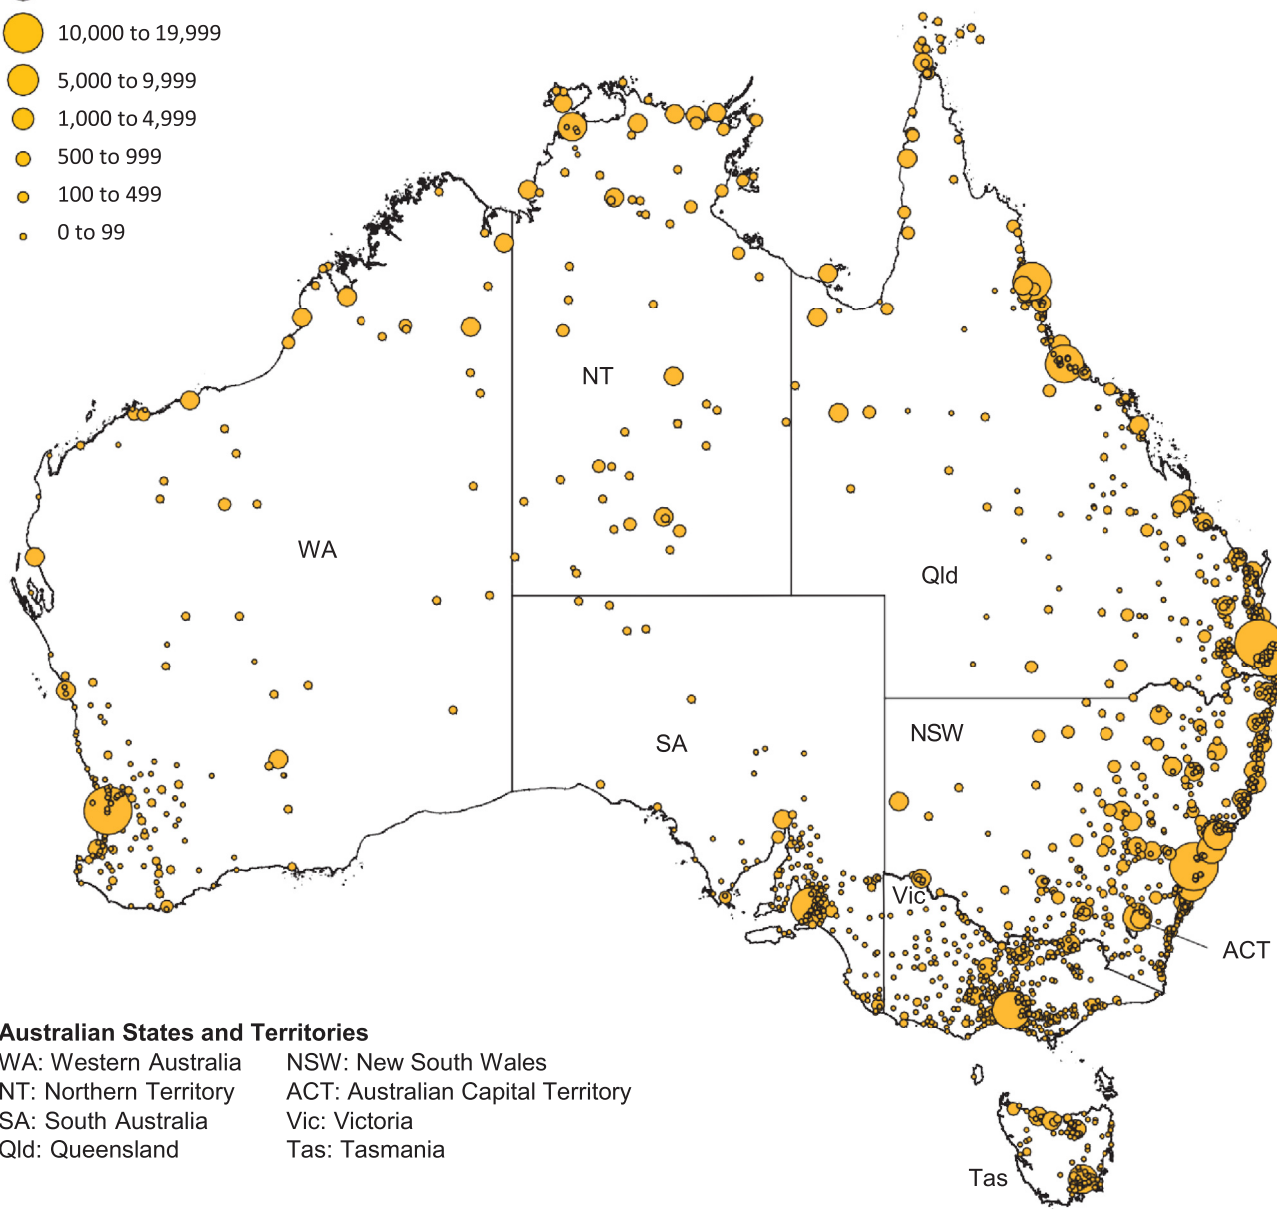 10,000 to 19,999
5,000 to 9,999
1,000 to 4,999
500 to 999
100 to 499
0 to 99
NT
WA
Qld
SA
NSW
Vic
ACT
Australian States and Territories
WA: Western Australia NSW: New South Wales
NT: Northern Territory ACT: Australian Capital Territory
SA: South Australia Vic: Victoria
Qld: Queensland Tas: Tasmania
Tas